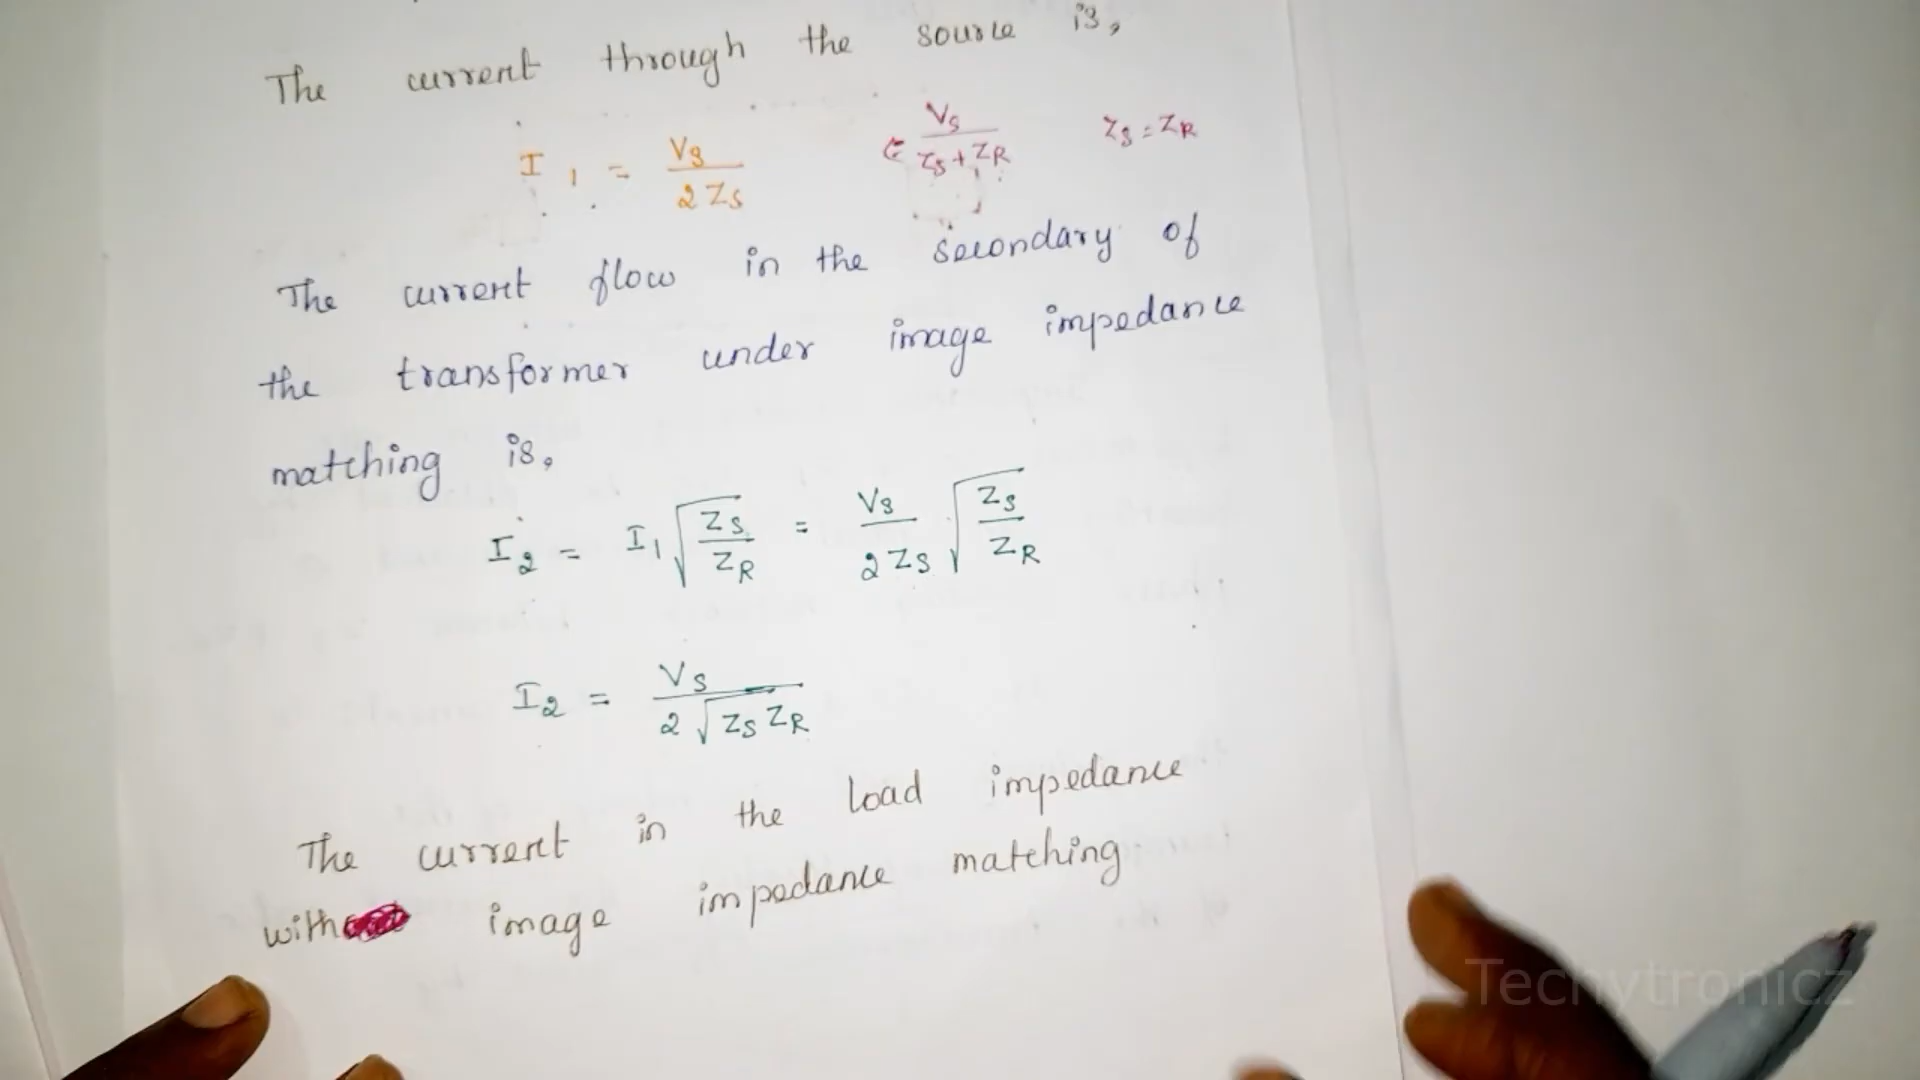 The current through the source is,
I1 = Vs / 2Zs = Vs / Zs + ZR Zs = ZR
The current flow in the secondary of
the transformer under image impedance
matching is,
I2 = I1 √(Zs / ZR) = Vs / 2Zs √(Zs / ZR)
I2 = Vs / 2√(Zs ZR)
The current in the load impedance
with image impedance matching
Techytronicz